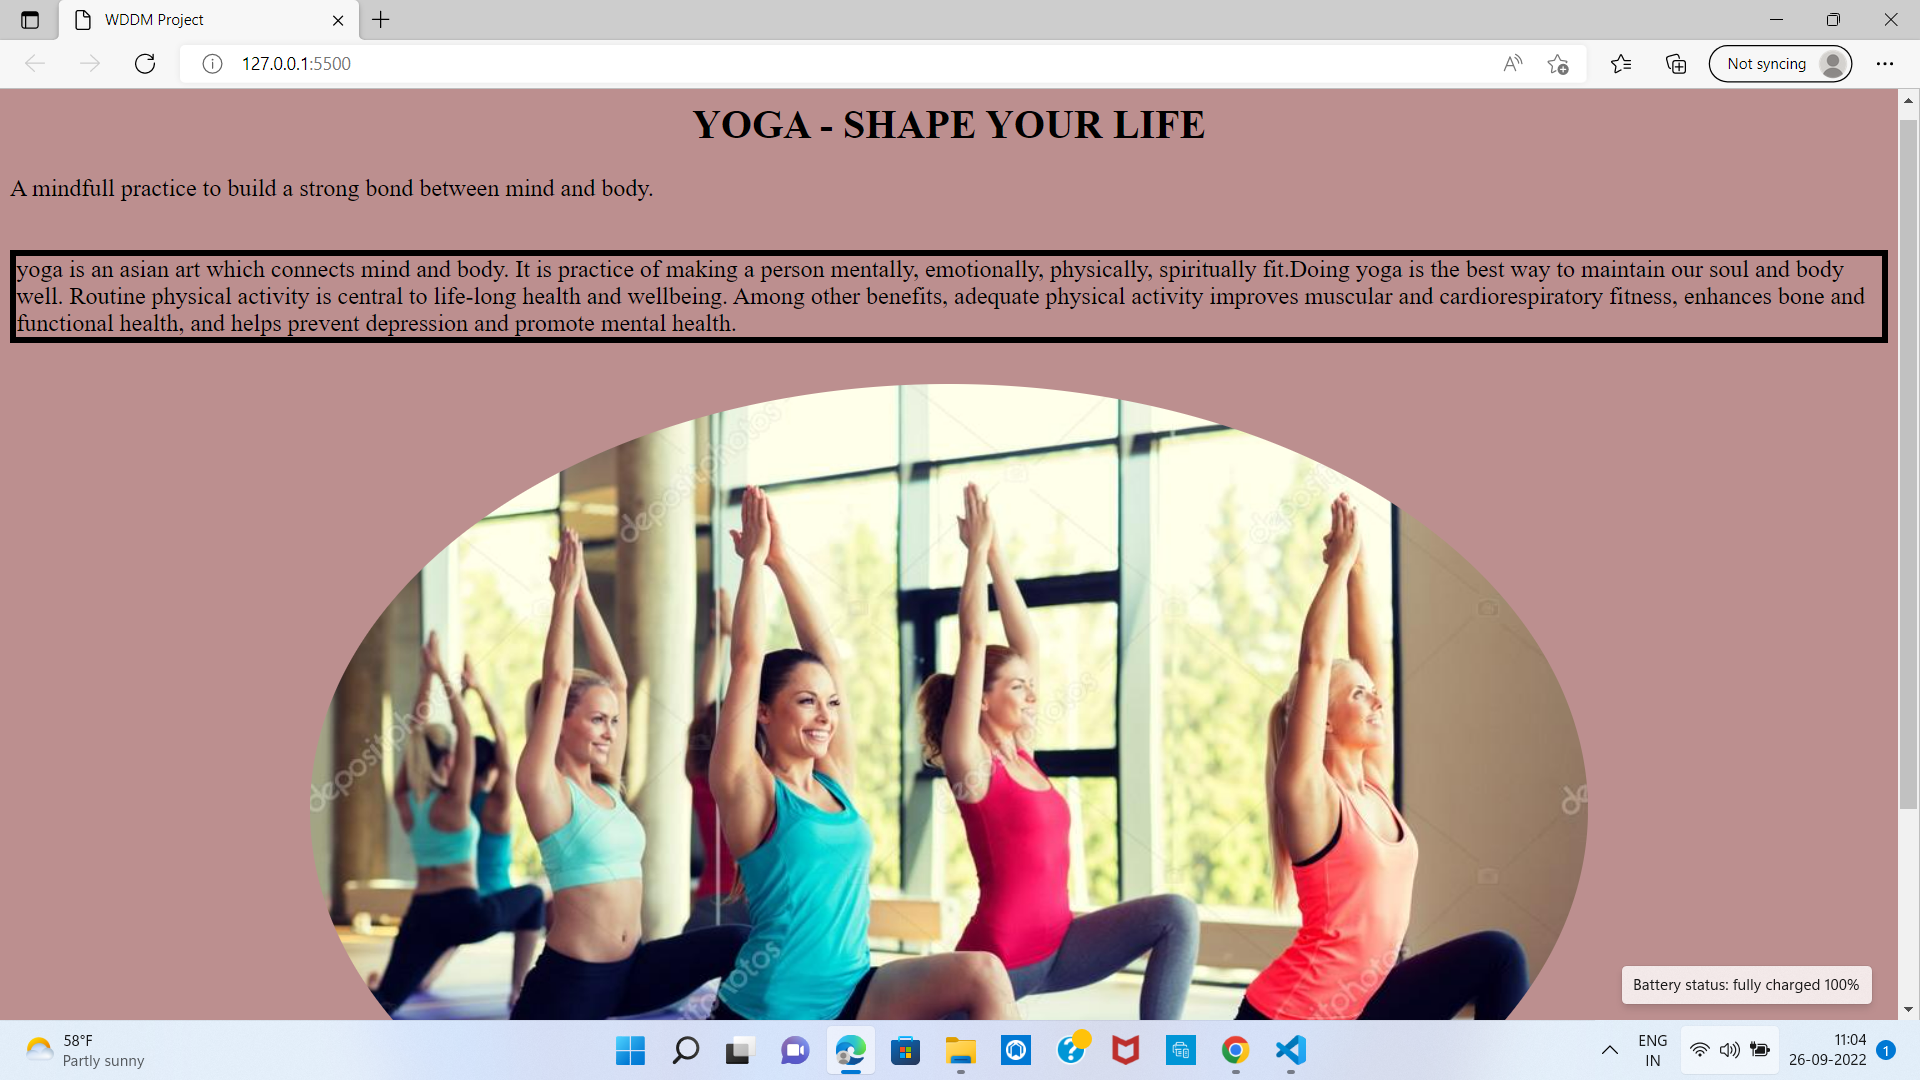 WDDM Project
127.0.0.1:5500
Not syncing
YOGA - SHAPE YOUR LIFE
A mindfull practice to build a strong bond between mind and body.
yoga is an asian art which connects mind and body. It is practice of making a person mentally, emotionally, physically, spiritually fit.Doing yoga is the best way to maintain our soul and body
well. Routine physical activity is central to life-long health and wellbeing. Among other benefits, adequate physical activity improves muscular and cardiorespiratory fitness, enhances bone and
functional health, and helps prevent depression and promote mental health.
depositphotos
depositphotos
depositphotos
depositphotos
depositphotos
depositphotos
Battery status: fully charged 100%
58°F
Partly sunny
ENG
IN
11:04
26-09-2022
1